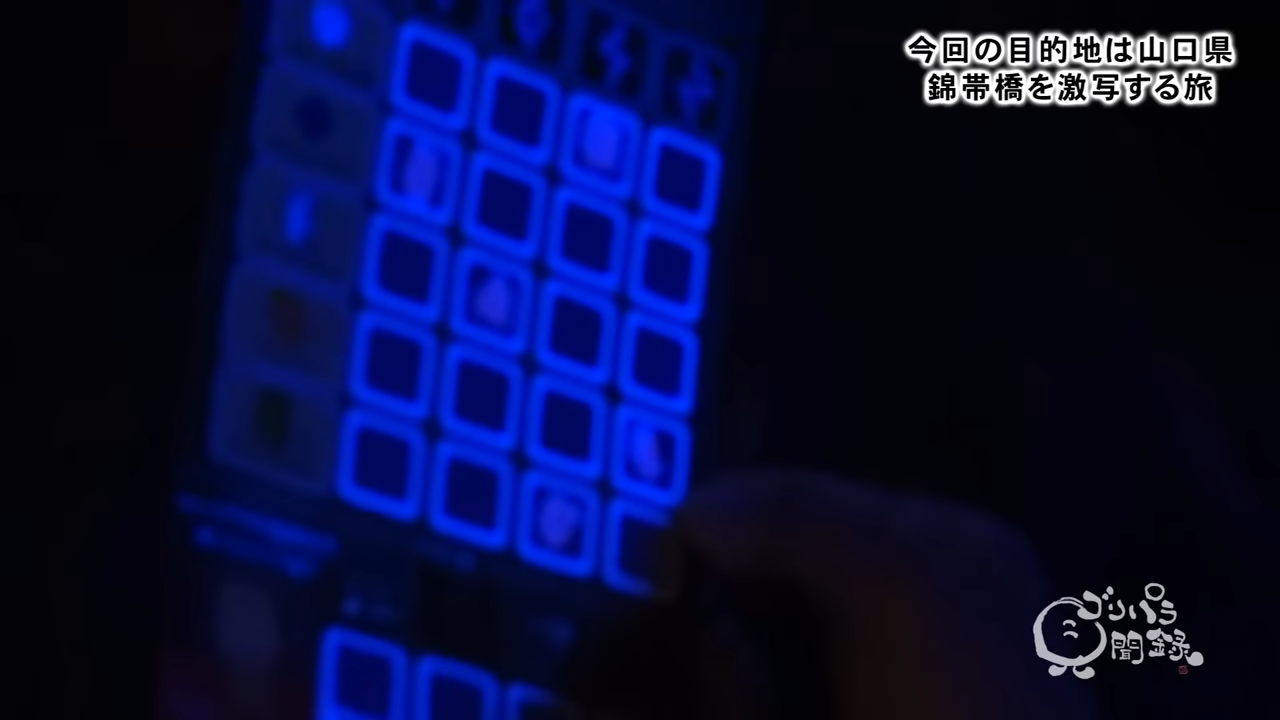 今回の目的地は山口県
錦帯橋を激写する旅
ゴリパラ
見聞録